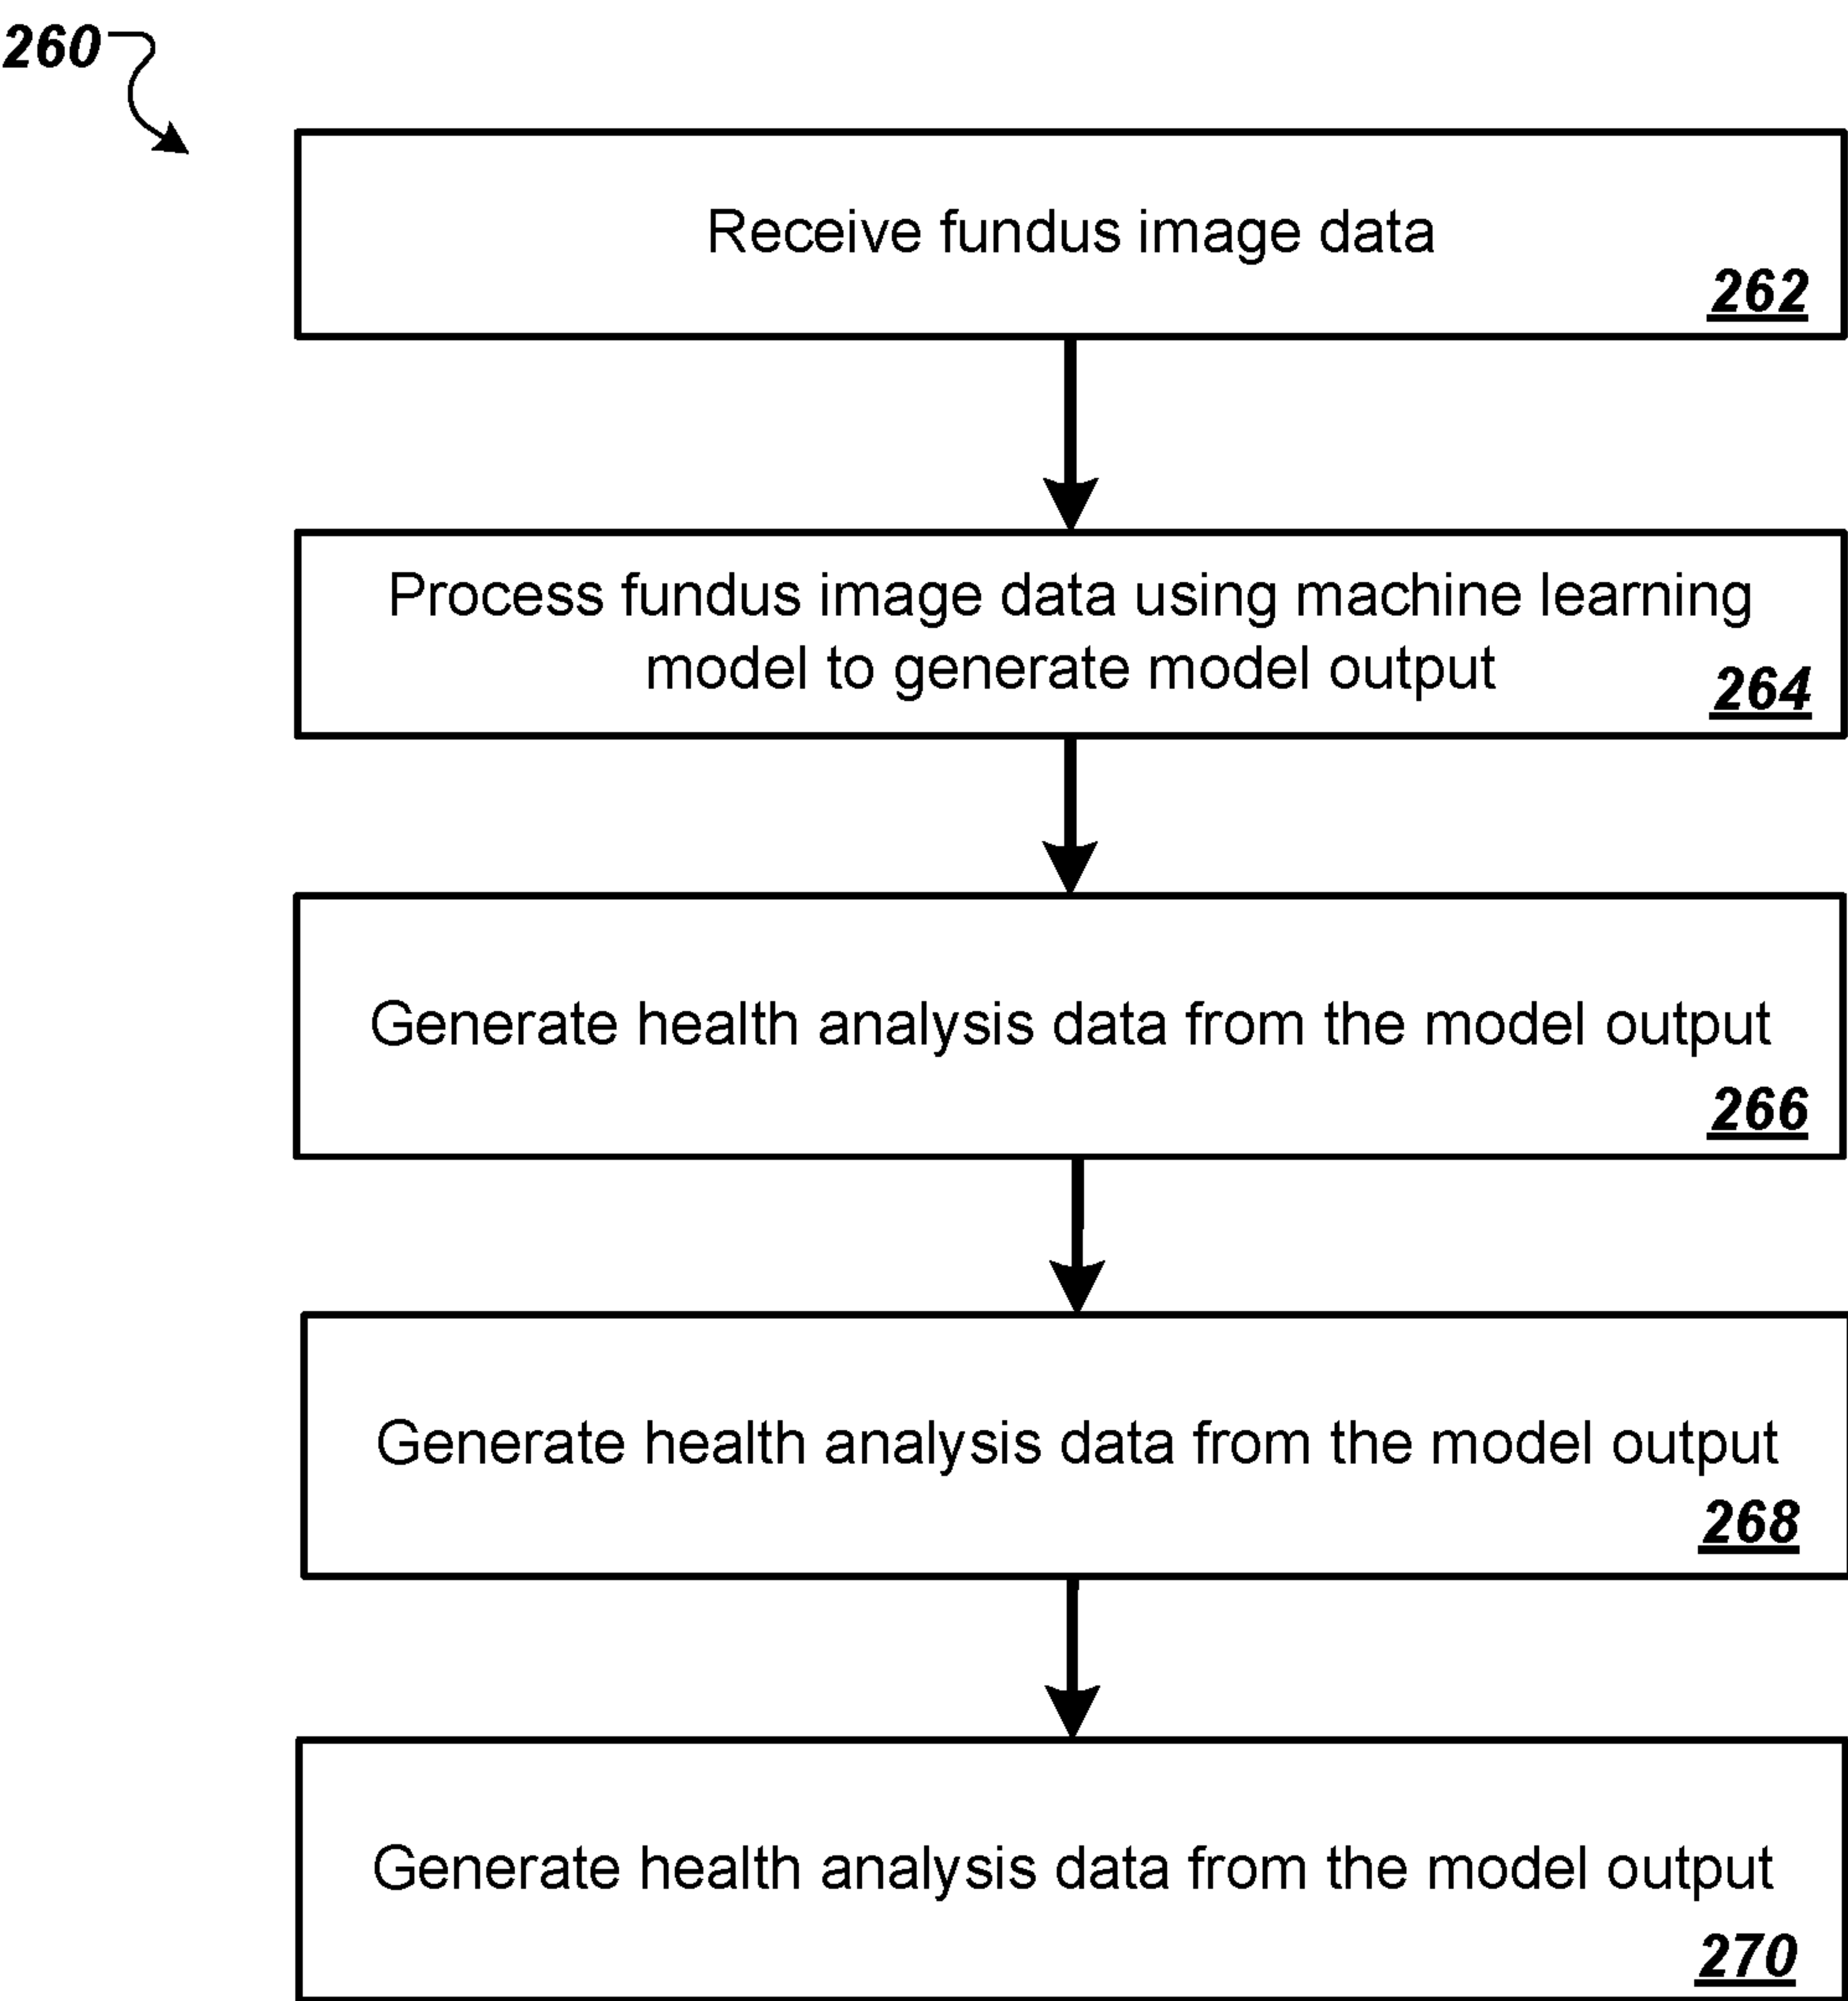 260
Receive fundus image data
262
Process fundus image data using machine learning
model to generate model output
264
Generate health analysis data from the model output
266
Generate health analysis data from the model output
268
Generate health analysis data from the model output
270